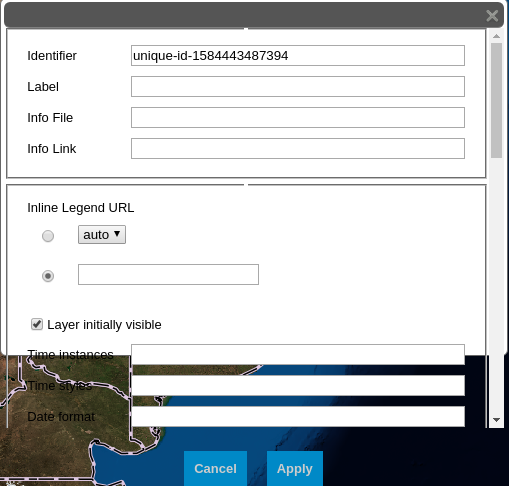 Identifier unique-id-1584443487394
Label
Info File
Info Link
Inline Legend URL
auto
Layer initially visible
Time instances
Time styles
Date format
Cancel Apply